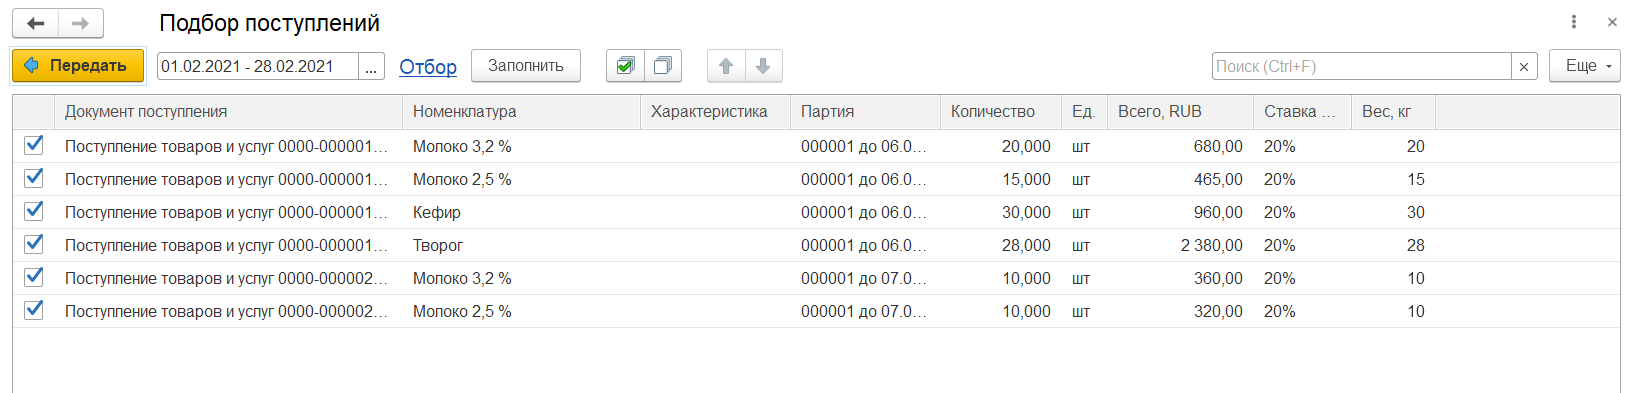 Подбор поступлений
Передать 01.02.2021 - 28.02.2021 ... Отбор Заполнить Поиск (Ctrl+F) × Еще
Документ поступления Номенклатура Характеристика Партия Количество Ед. Всего, RUB Ставка ... Вес, кг
Поступление товаров и услуг 0000-000001... Молоко 3,2 % 000001 до 06.0... 20,000 шт 680,00 20% 20
Поступление товаров и услуг 0000-000001... Молоко 2,5 % 000001 до 06.0... 15,000 шт 465,00 20% 15
Поступление товаров и услуг 0000-000001... Кефир 000001 до 06.0... 30,000 шт 960,00 20% 30
Поступление товаров и услуг 0000-000001... Творог 000001 до 06.0... 28,000 шт 2 380,00 20% 28
Поступление товаров и услуг 0000-000002... Молоко 3,2 % 000001 до 07.0... 10,000 шт 360,00 20% 10
Поступление товаров и услуг 0000-000002... Молоко 2,5 % 000001 до 07.0... 10,000 шт 320,00 20% 10